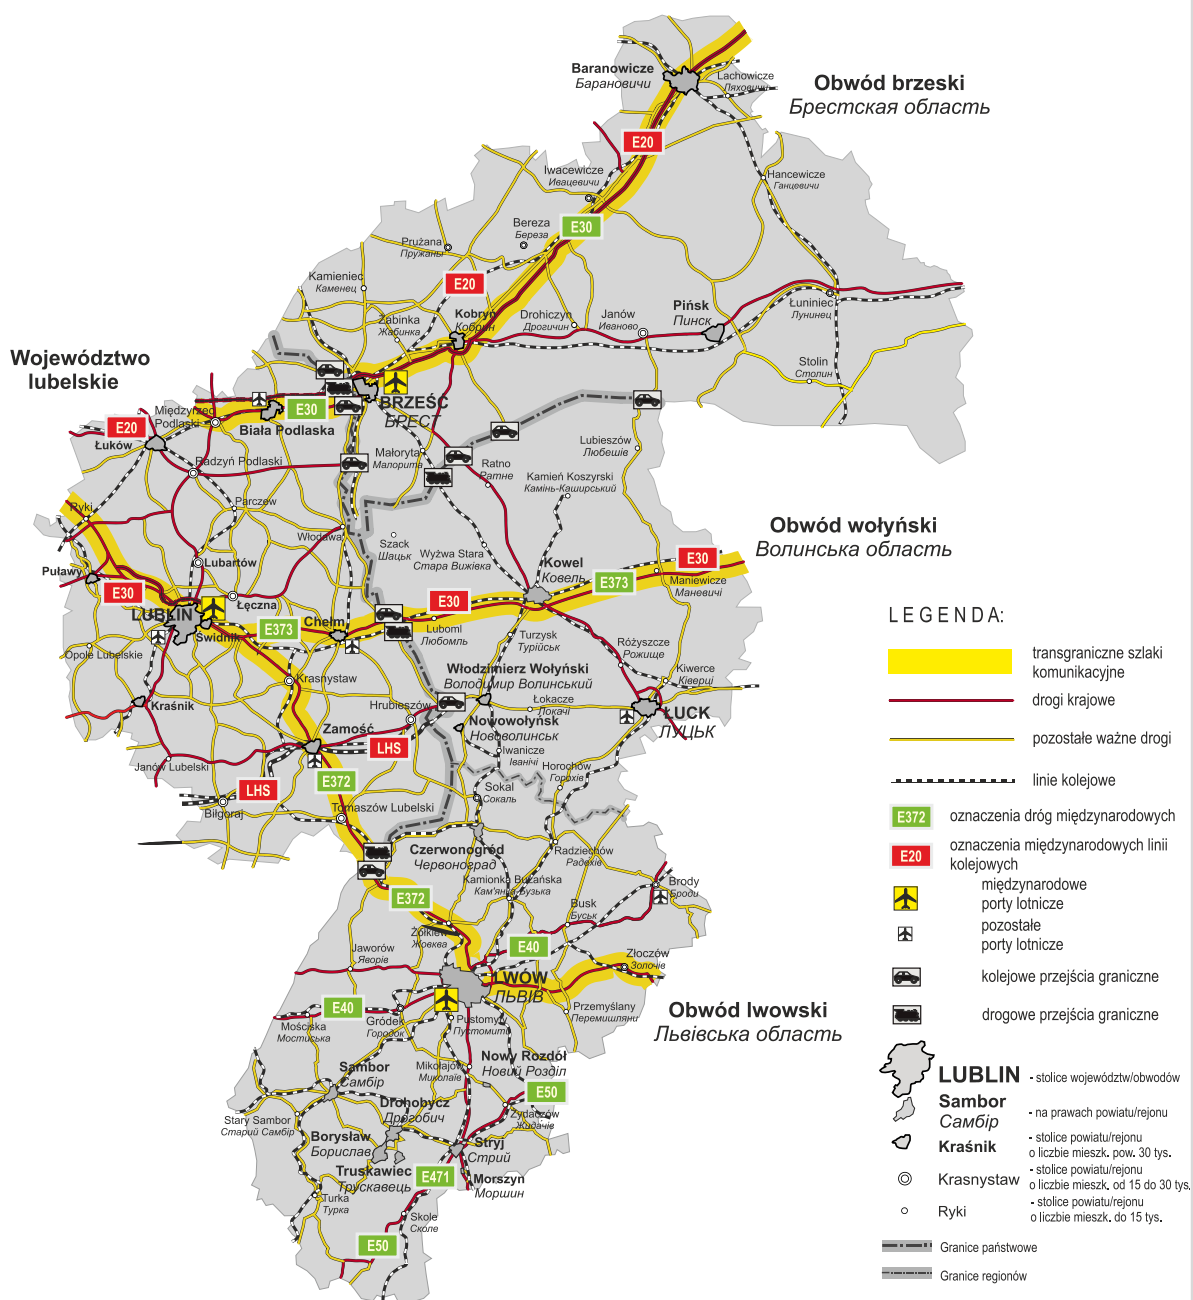 Baranowicze
Барановичи
Lachowicze
Ляховичи
Obwód brzeski
Брестская область
E20
Iwacewicze
Ивацевичи
Hancewicze
Ганцевичи
Bereza
Береза
E30
Prużana
Пружаны
Kamieniec
Каменец
E20
Żabinka
Жабинка
Kobryń
Кобрин
Drohiczyn
Дрогичин
Janów
Иваново
Pińsk
Пинск
Łuniniec
Лунинец
Stolin
Столин
Województwo
lubelskie
BRZEŚĆ
БРЕСТ
Międzyrzec
Podlaski
E30
Biała Podlaska
E20
Łuków
Radzyń Podlaski
Małoryta
Малорита
Ratno
Ратне
Lubieszów
Любешів
Kamień Koszyrski
Камінь-Каширський
Ryki
Parczew
Włodawa
Szack
Шацьк
Wyżwa Stara
Стара Вижівка
Obwód wołyński
Волинська область
Kowel
Ковель
E30
E373
Maniewicze
Маневичі
Puławy
Lubartów
E30
Łęczna
LUBLIN
Świdnik
E373
Chełm
E30
Luboml
Любомль
Turzysk
Турійськ
Różyszcze
Рожище
Opole Lubelskie
Kiwerce
Ківерці
Krasnystaw
Włodzimierz Wołyński
Володимир Волинський
Kraśnik
Hrubieszów
Łokacze
Локачі
ŁUCK
ЛУЦЬК
Zamość
Nowowołyńsk
Нововолинськ
LHS
Iwanicze
Іваничі
Janów Lubelski
Horochów
Горохів
E372
LHS
Sokal
Сокаль
Biłgoraj
Tomaszów Lubelski
Czerwonogród
Червоноград
Radziechów
Радехів
Kamionka Bużańska
Кам'янка-Бузька
Brody
Броди
E372
Busk
Буськ
Żółkiew
Жовква
E40
Jaworów
Яворів
Złoczów
Золочів
LWÓW
ЛЬВІВ
Obwód lwowski
Львівська область
E40
Przemyślany
Перемишляни
Mościska
Мостиська
Gródek
Городок
Pustomyty
Пустомити
Mikołajów
Миколаїв
Nowy Rozdół
Новий Розділ
Sambor
Самбір
E50
Drohobycz
Дрогобич
Żydaczów
Жидачів
Stary Sambor
Старий Самбір
Borysław
Борислав
Stryj
Стрий
Truskawiec
Трускавець
E471
Morszyn
Моршин
Turka
Турка
Skole
Сколе
E50
LEGENDA:
transgraniczne szlaki
komunikacyjne
drogi krajowe
pozostałe ważne drogi
linie kolejowe
E372
oznaczenia dróg międzynarodowych
E20
oznaczenia międzynarodowych linii
kolejowych
międzynarodowe
porty lotnicze
pozostałe
porty lotnicze
kolejowe przejścia graniczne
drogowe przejścia graniczne
LUBLIN
- stolice województw/obwodów
Sambor
Самбір
- na prawach powiatu/rejonu
Kraśnik
- stolice powiatu/rejonu
o liczbie mieszk. pow. 30 tys.
Krasnystaw
- stolice powiatu/rejonu
o liczbie mieszk. od 15 do 30 tys.
Ryki
- stolice powiatu/rejonu
o liczbie mieszk. do 15 tys.
Granice państwowe
Granice regionów